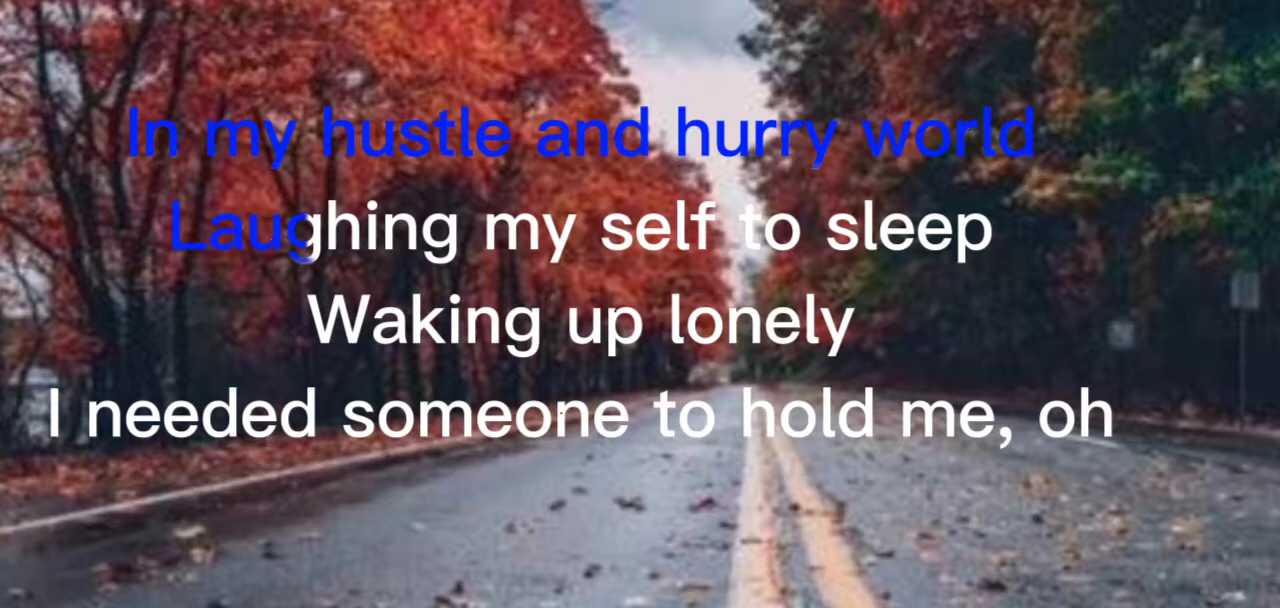 In my hustle and hurry world
Laughing my self to sleep
Waking up lonely
I needed someone to hold me, oh